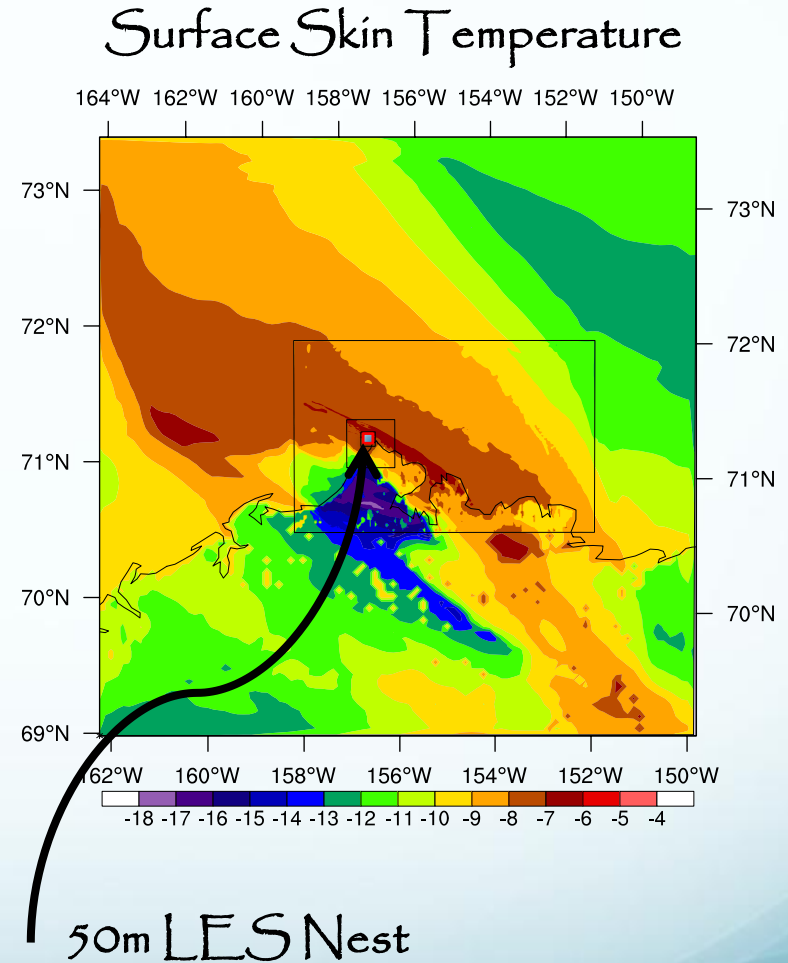 Surface Skin Temperature
164°W 162°W 160°W 158°W 156°W 154°W 152°W 150°W
73°N 73°N
72°N 72°N
71°N 71°N
70°N 70°N
69°N
162°W 160°W 158°W 156°W 154°W 152°W 150°W
-18 -17 -16 -15 -14 -13 -12 -11 -10 -9 -8 -7 -6 -5 -4
50m LES Nest